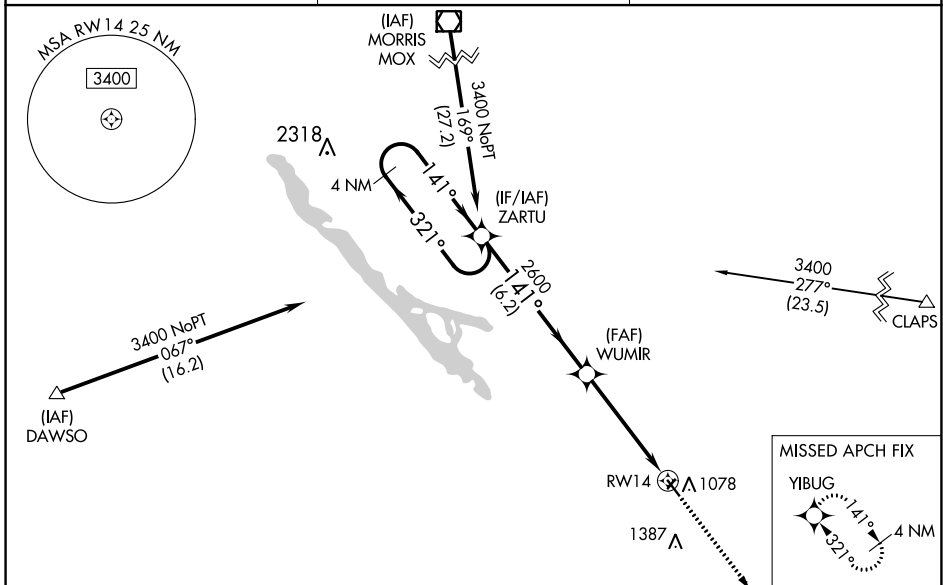 MSA RW14 25 NM
3400
(IAF)
MORRIS
MOX
3400 NoPT
169°
(27.2)
2318
4 NM
141°
321°
(IF/IAF)
ZARTU
2600
141°
(6.2)
3400
277°
(23.5)
CLAPS
3400 NoPT
067°
(16.2)
(IAF)
DAWSO
(FAF)
WUMIR
RW14
1078
1387
MISSED APCH FIX
YIBUG
141°
321°
4 NM